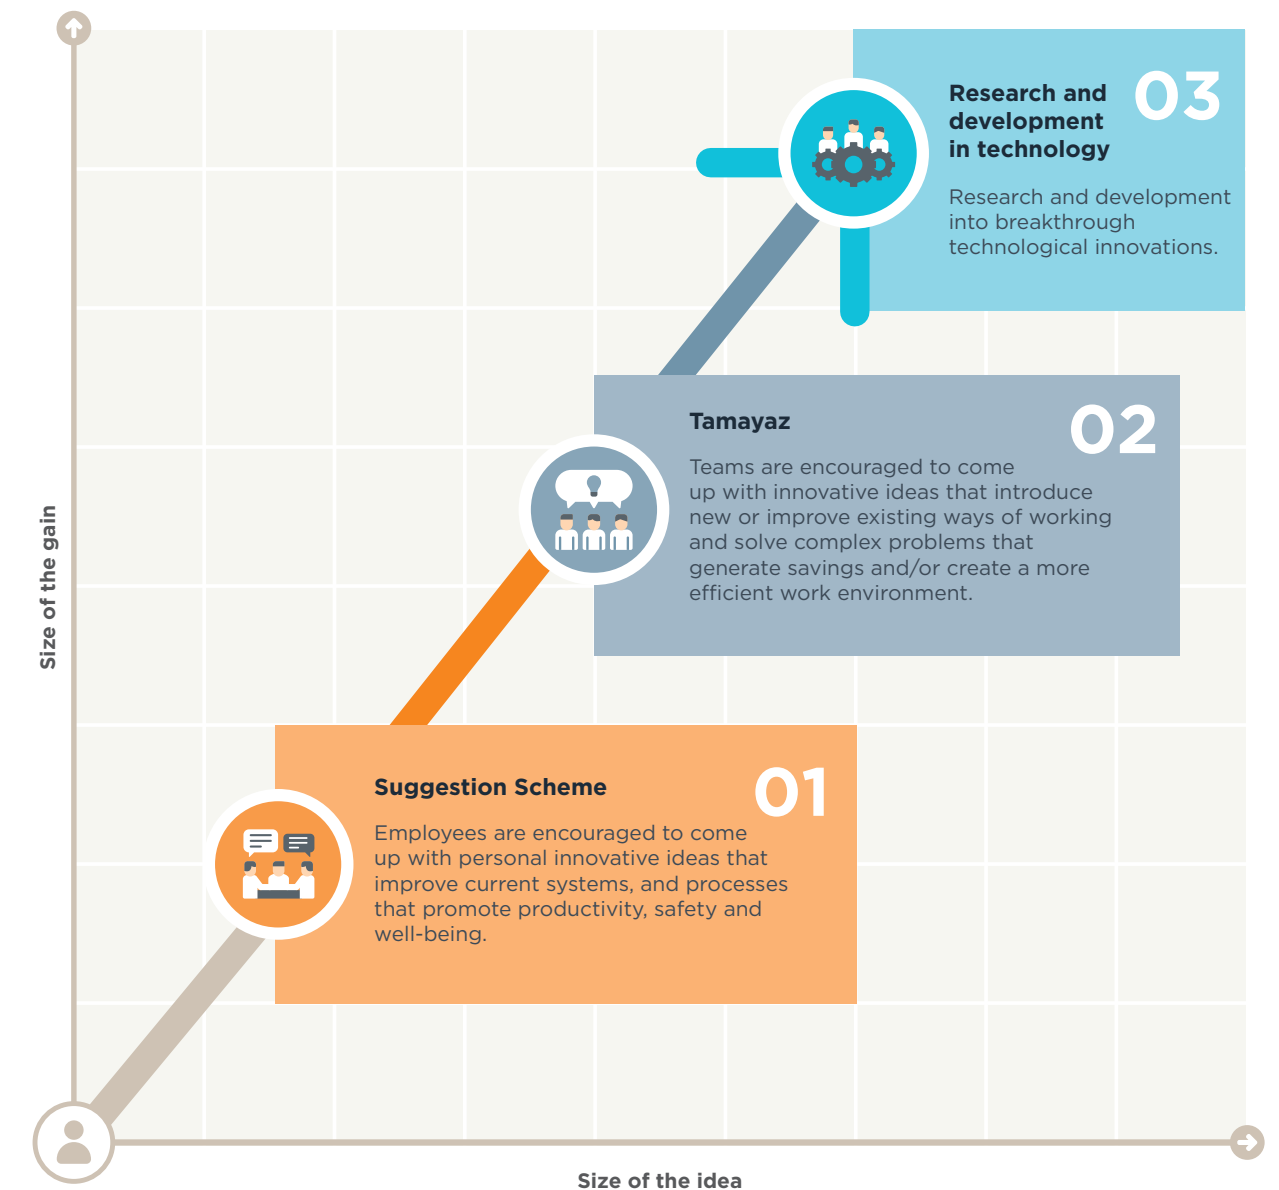 03
Research and
development
in technology
Research and development
into breakthrough
technological innovations.
02
Tamayaz
Teams are encouraged to come
up with innovative ideas that introduce
new or improve existing ways of working
and solve complex problems that
generate savings and/or create a more
efficient work environment.
01
Suggestion Scheme
Employees are encouraged to come
up with personal innovative ideas that
improve current systems, and processes
that promote productivity, safety and
well-being.
Size of the gain
Size of the idea